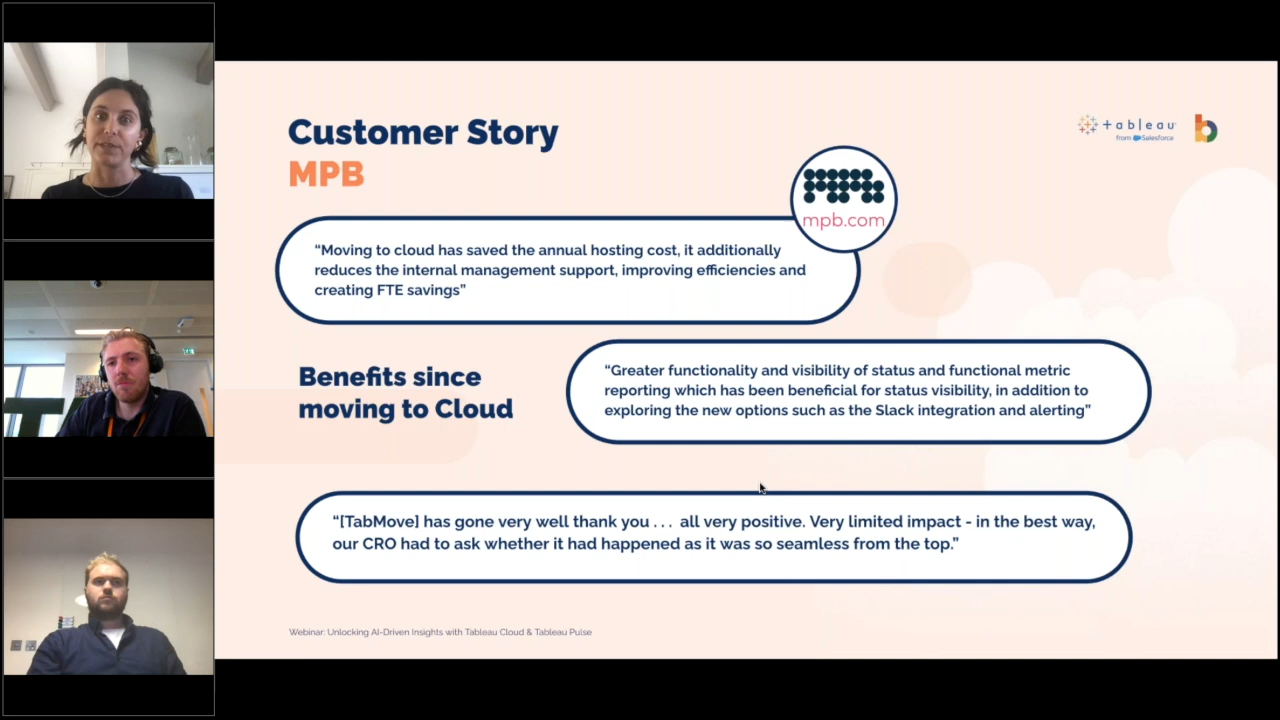 Customer Story
MPB
+ a b l e a u
from Salesforce
mpb.com
“Moving to cloud has saved the annual hosting cost, it additionally
reduces the internal management support, improving efficiencies and
creating FTE savings”
Benefits since
moving to Cloud
“Greater functionality and visibility of status and functional metric
reporting which has been beneficial for status visibility, in addition to
exploring the new options such as the Slack integration and alerting”
“[TabMove] has gone very well thank you . . .  all very positive. Very limited impact - in the best way,
our CRO had to ask whether it had happened as it was so seamless from the top.”
Webinar: Unlocking AI-Driven Insights with Tableau Cloud & Tableau Pulse